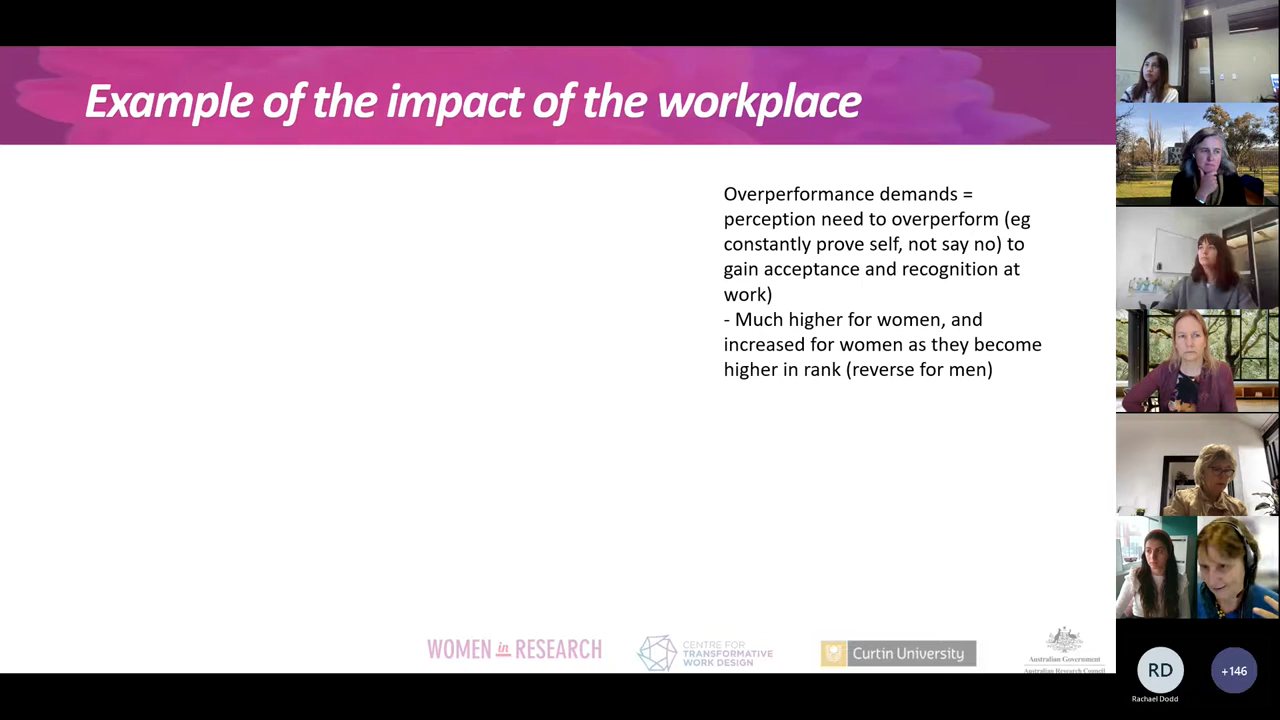 Example of the impact of the workplace
Overperformance demands =
perception need to overperform (eg
constantly prove self, not say no) to
gain acceptance and recognition at
work)
- Much higher for women, and
increased for women as they become
higher in rank (reverse for men)
WOMEN in RESEARCH
CENTRE FOR
TRANSFORMATIVE
WORK DESIGN
Curtin University
Australian Government
Australian Research Council
RD
+146
Rachael Dodd